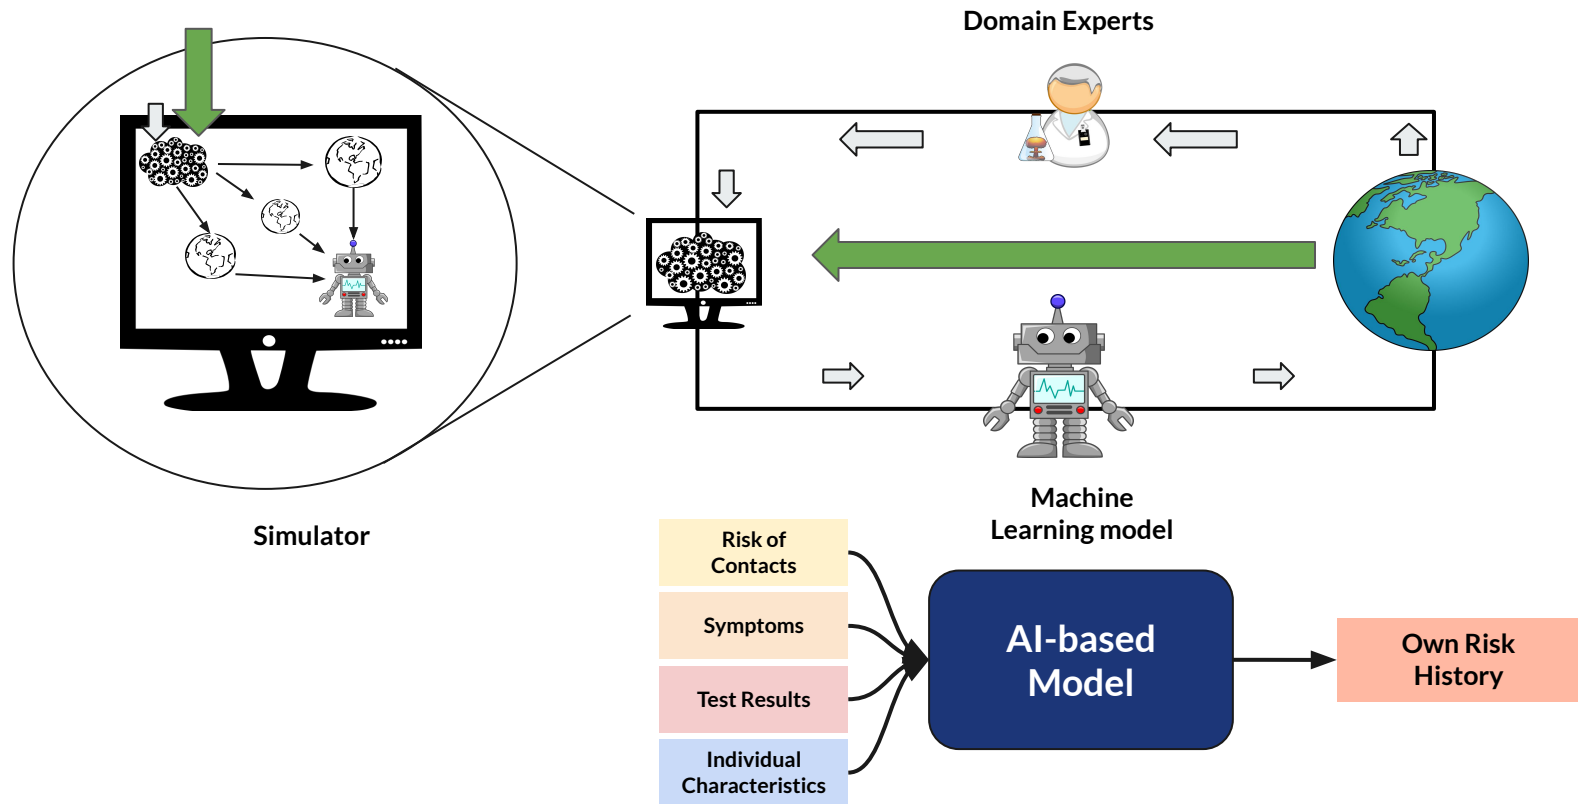 Domain Experts
Simulator
Machine
Learning model
Risk of
Contacts
Symptoms
Test Results
Individual
Characteristics
AI-based
Model
Own Risk
History